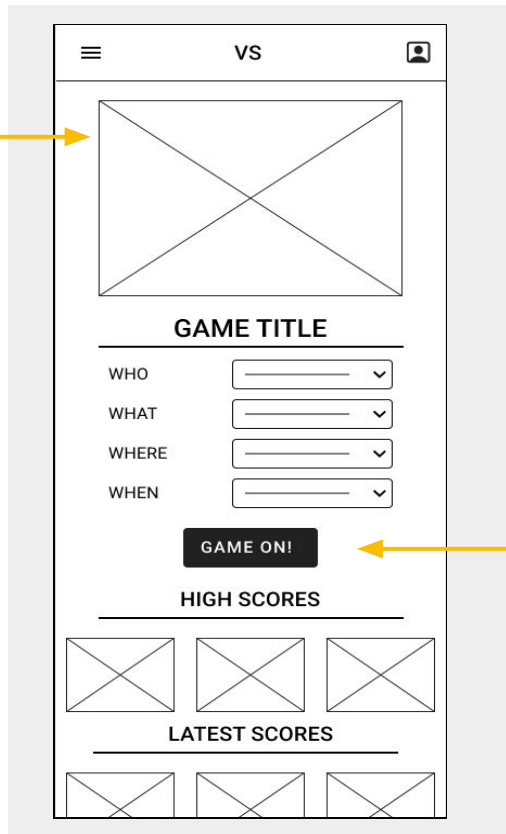 VS
GAME TITLE
WHO
WHAT
WHERE
WHEN
GAME ON!
HIGH SCORES
LATEST SCORES